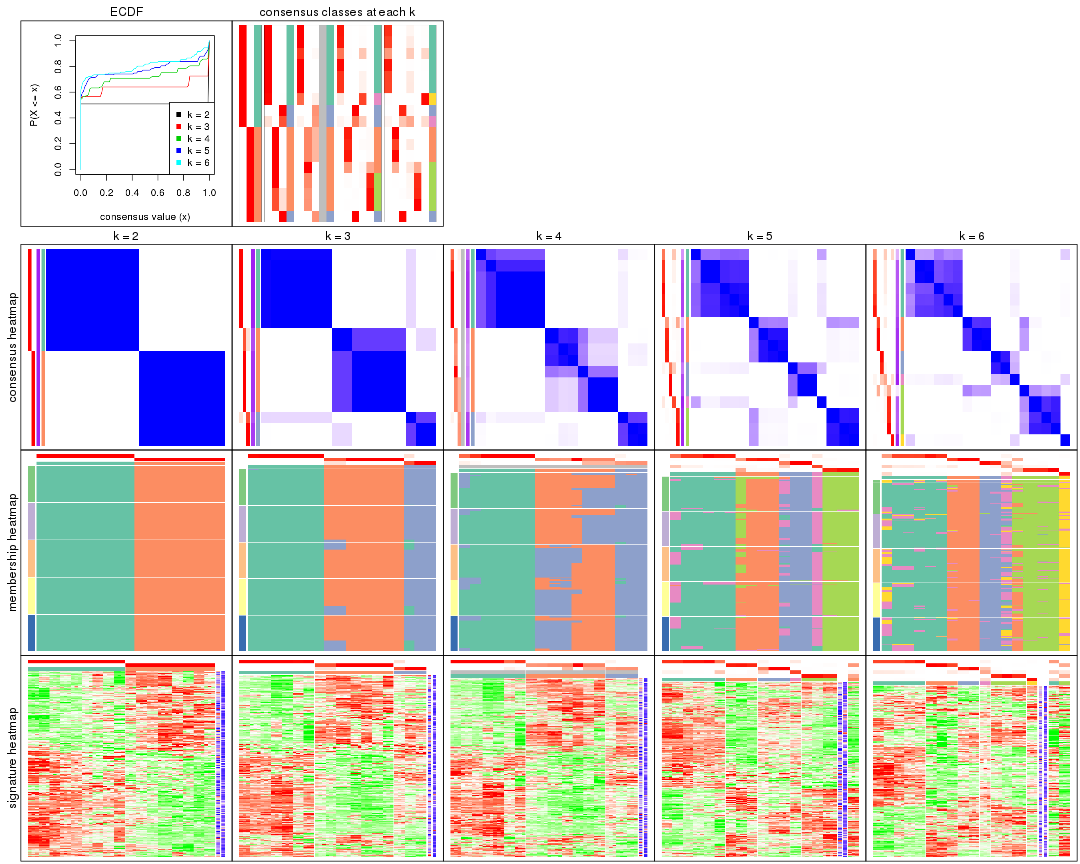 ECDF
consensus classes at each k
P(X <= x)
0.0 0.2 0.4 0.6 0.8 1.0
k = 2
k = 3
k = 4
k = 5
k = 6
0.0 0.2 0.4 0.6 0.8 1.0
consensus value (x)
k = 2
k = 3
k = 4
k = 5
k = 6
consensus heatmap
membership heatmap
signature heatmap